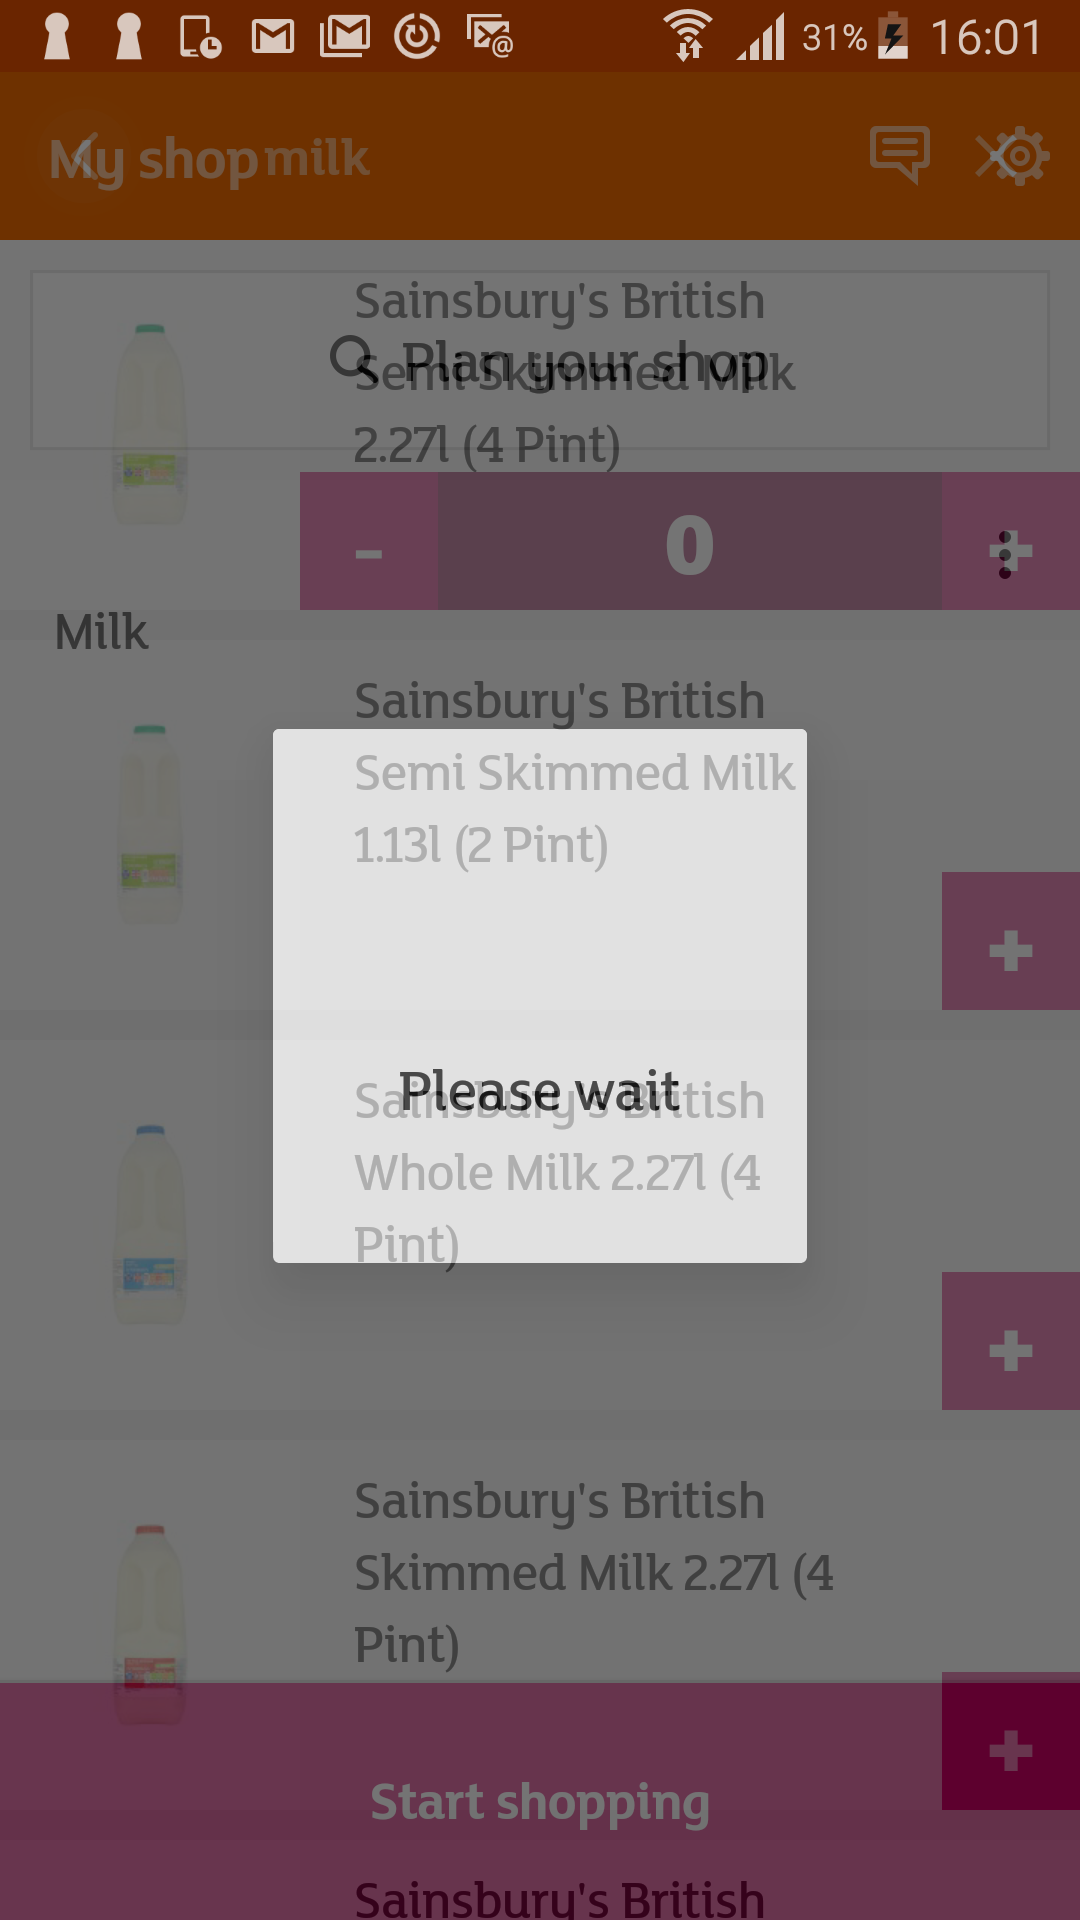 31% 16:01
My shop milk
Sainsbury's British
Plan your shop
Semi Skimmed Milk
2.27l (4 Pint)
- 0 +
Milk
Sainsbury's British
Semi Skimmed Milk
1.13l (2 Pint)
+
Please wait
Sainsbury's British
Whole Milk 2.27l (4
Pint)
+
Sainsbury's British
Skimmed Milk 2.27l (4
Pint)
+
Start shopping
Sainsbury's British